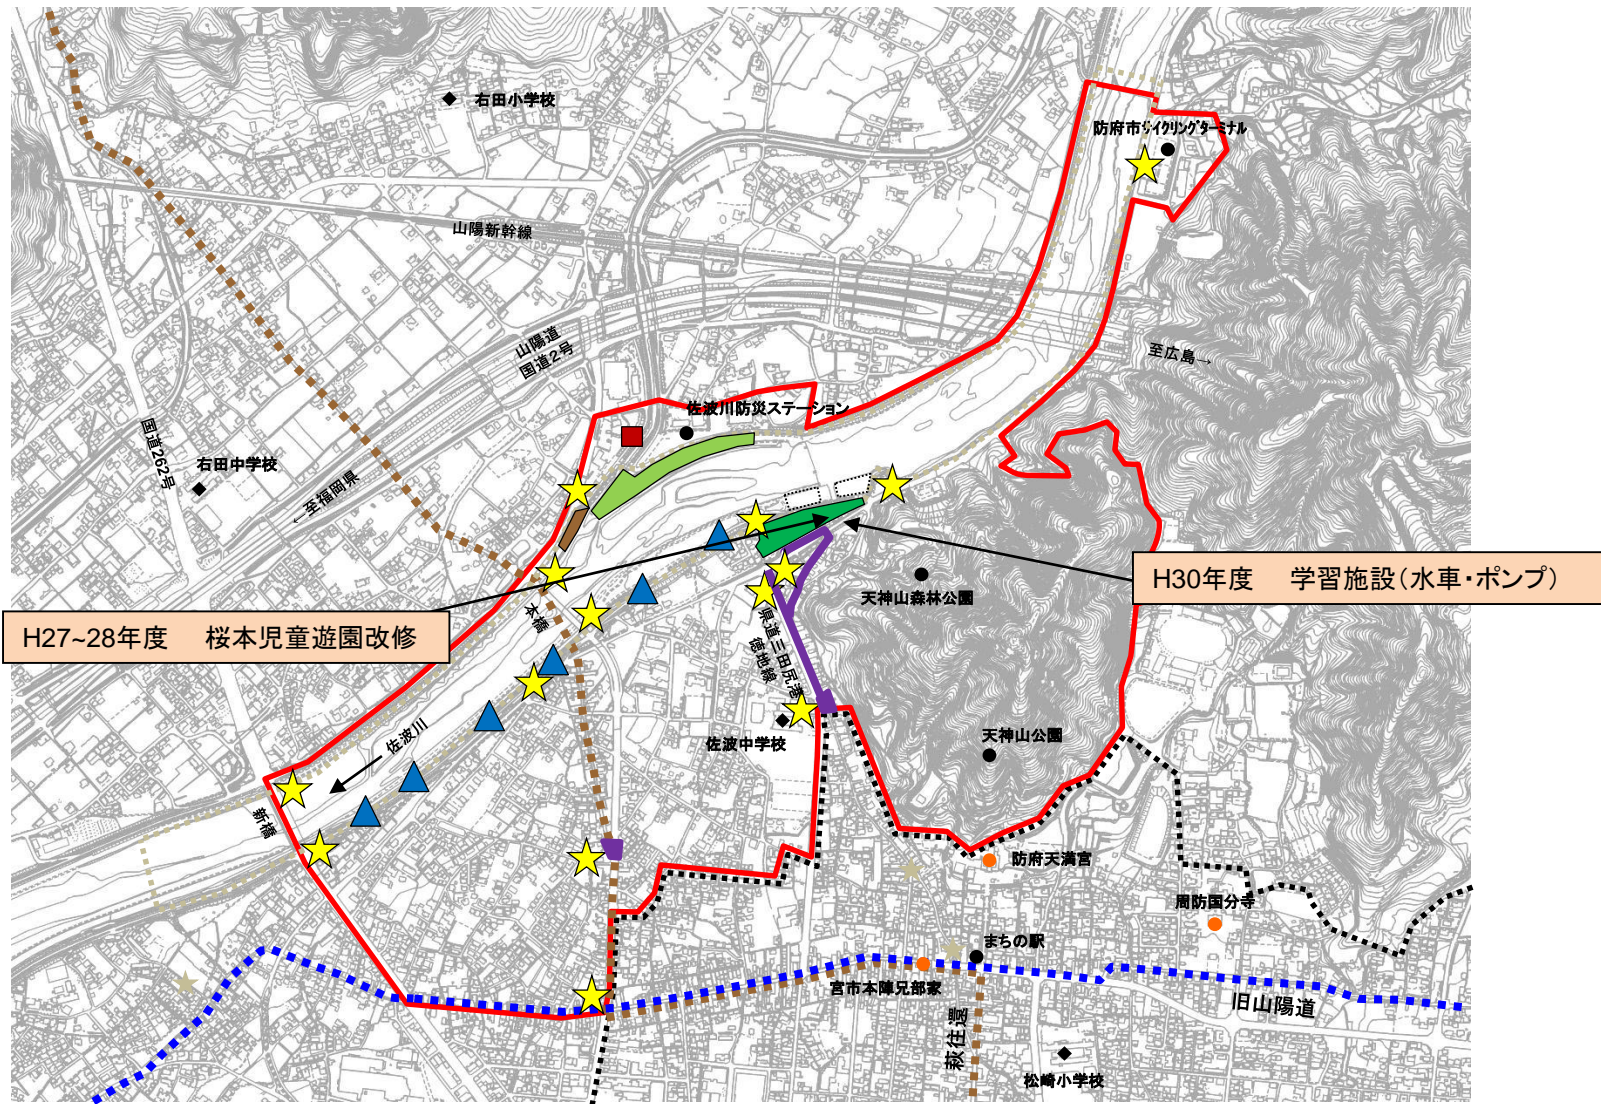 右田小学校
防府市サイクリングターミナル
山陽新幹線
山陽道
国道2号
至広島→
佐波川防災ステーション
国道262号
右田中学校
←至福岡県
H30年度 学習施設(水車・ポンプ)
天神山森林公園
本橋
県道三田尻港
徳地線
H27~28年度 桜本児童遊園改修
佐波川
佐波中学校
天神山公園
新橋
防府天満宮
周防国分寺
まちの駅
宮市本陣兄部家
旧山陽道
萩往還
松崎小学校